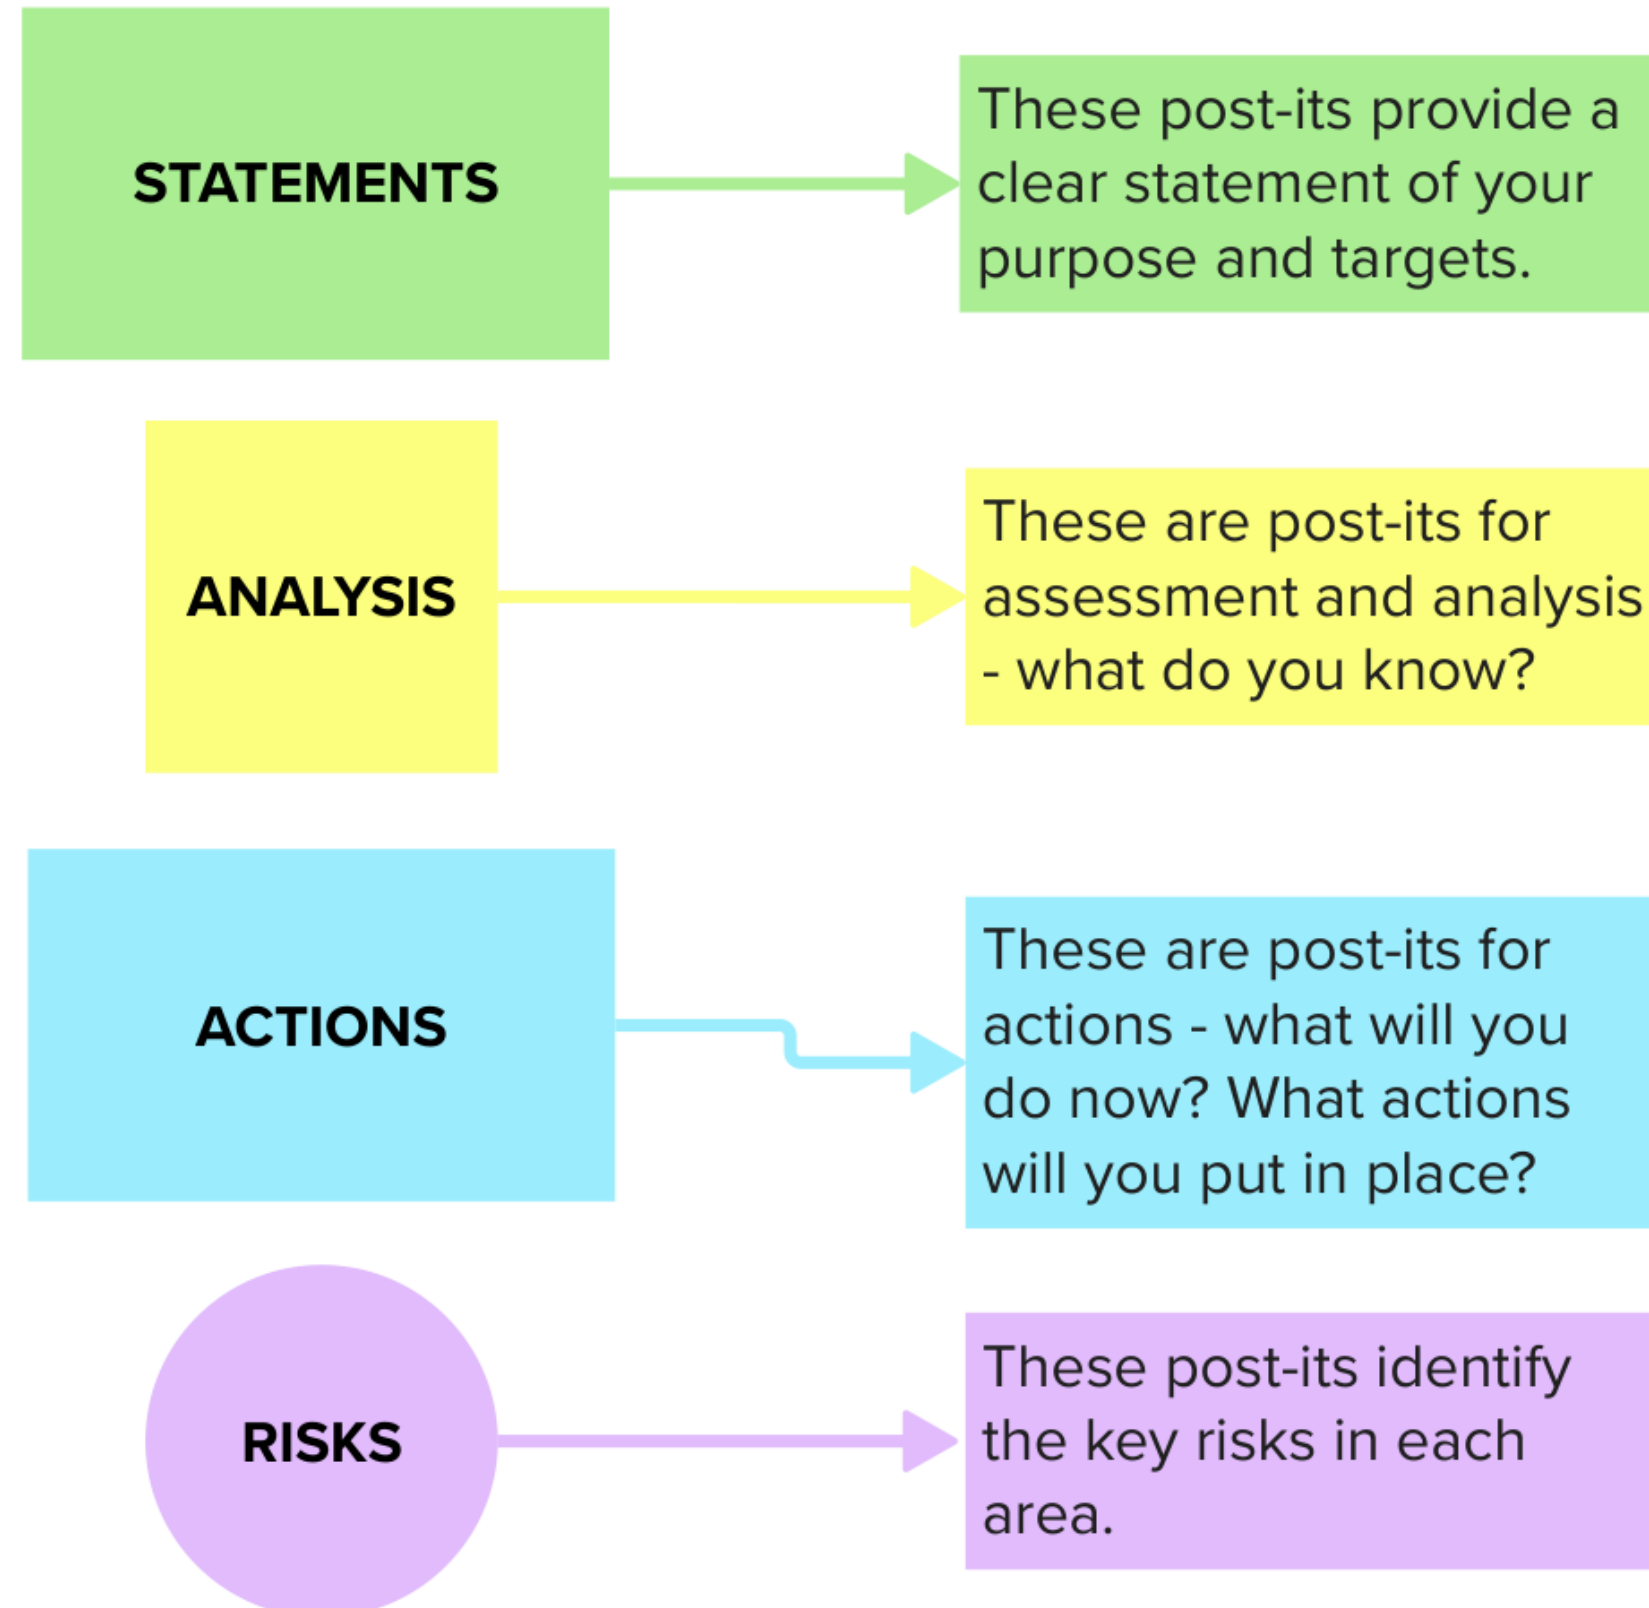 STATEMENTS
These post-its provide a
clear statement of your
purpose and targets.
ANALYSIS
These are post-its for
assessment and analysis
- what do you know?
ACTIONS
These are post-its for
actions - what will you
do now? What actions
will you put in place?
RISKS
These post-its identify
the key risks in each
area.